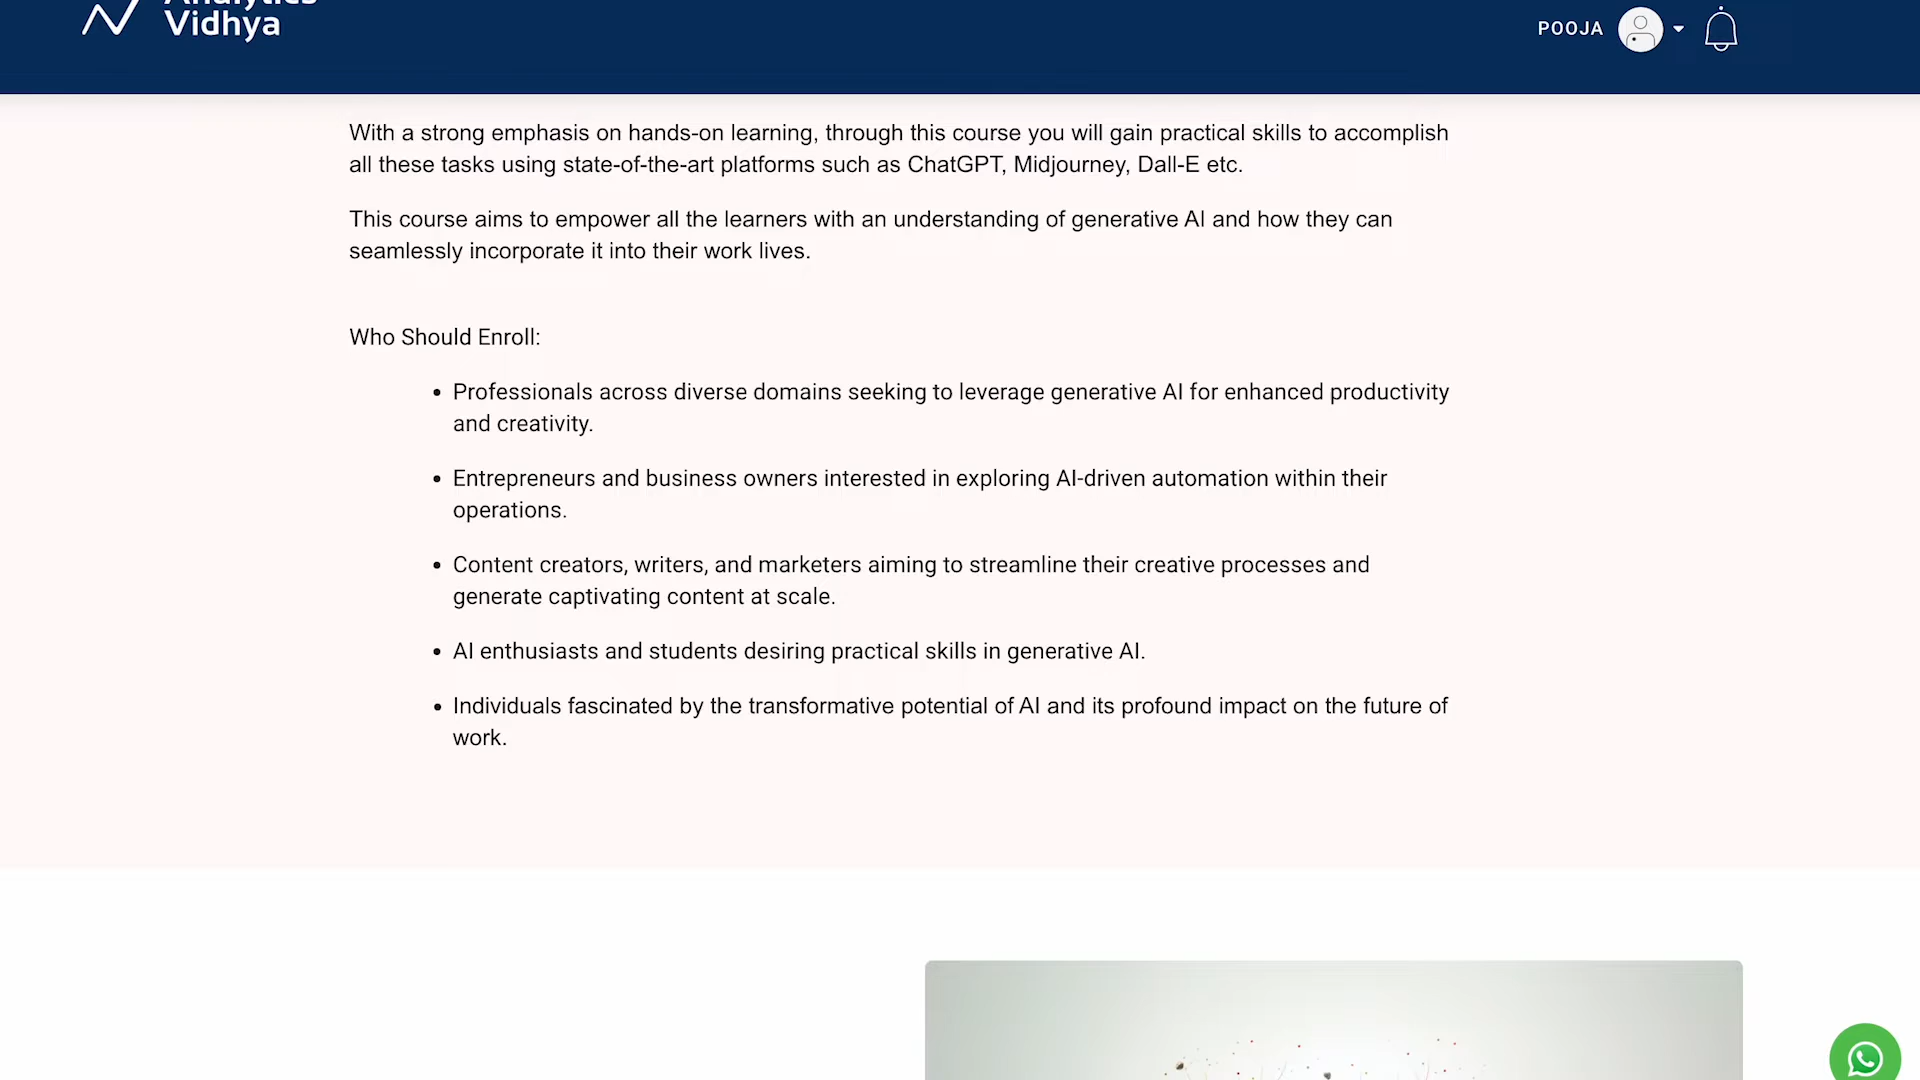 Analytics
Vidhya
POOJA
With a strong emphasis on hands-on learning, through this course you will gain practical skills to accomplish
all these tasks using state-of-the-art platforms such as ChatGPT, Midjourney, Dall-E etc.
This course aims to empower all the learners with an understanding of generative AI and how they can
seamlessly incorporate it into their work lives.
Who Should Enroll:
• Professionals across diverse domains seeking to leverage generative AI for enhanced productivity
and creativity.
• Entrepreneurs and business owners interested in exploring AI-driven automation within their
operations.
• Content creators, writers, and marketers aiming to streamline their creative processes and
generate captivating content at scale.
• AI enthusiasts and students desiring practical skills in generative AI.
• Individuals fascinated by the transformative potential of AI and its profound impact on the future of
work.